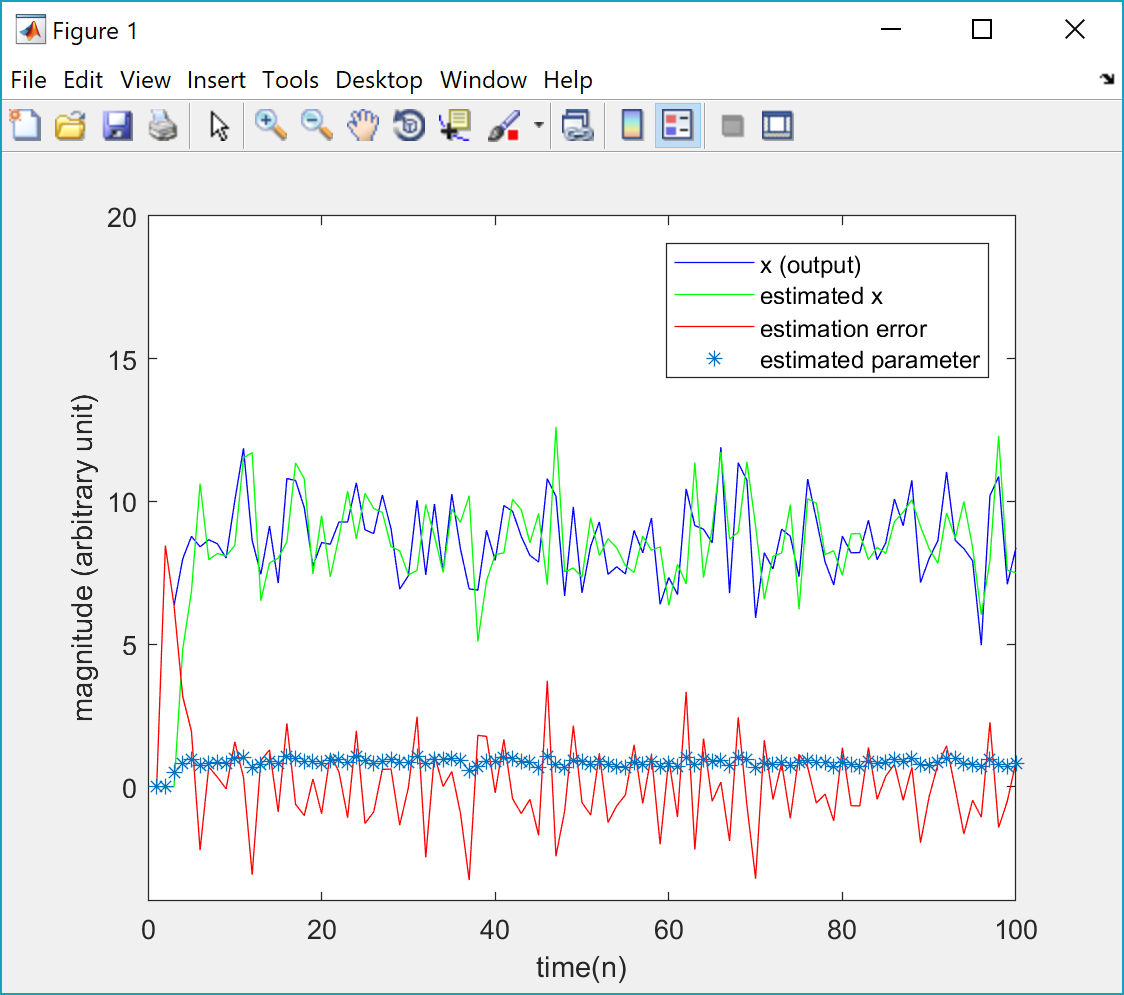 Figure 1
File Edit View Insert Tools Desktop Window Help
20
15
10
5
0
magnitude (arbitrary unit)
x (output)
estimated x
estimation error
estimated parameter
0 20 40 60 80 100
time(n)